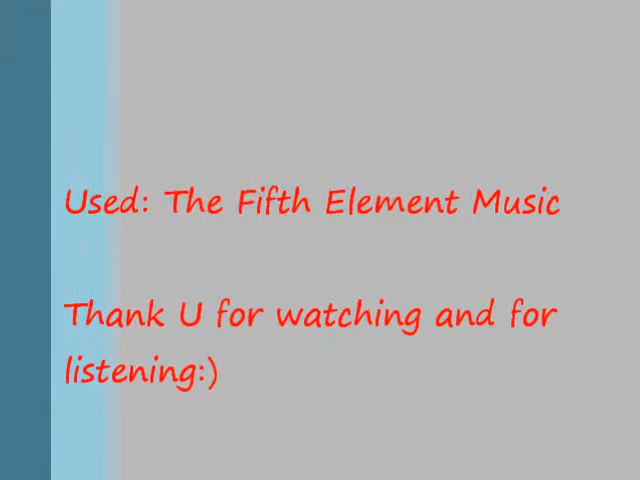 Used: The Fifth Element Music
Thank U for watching and for
listening:)